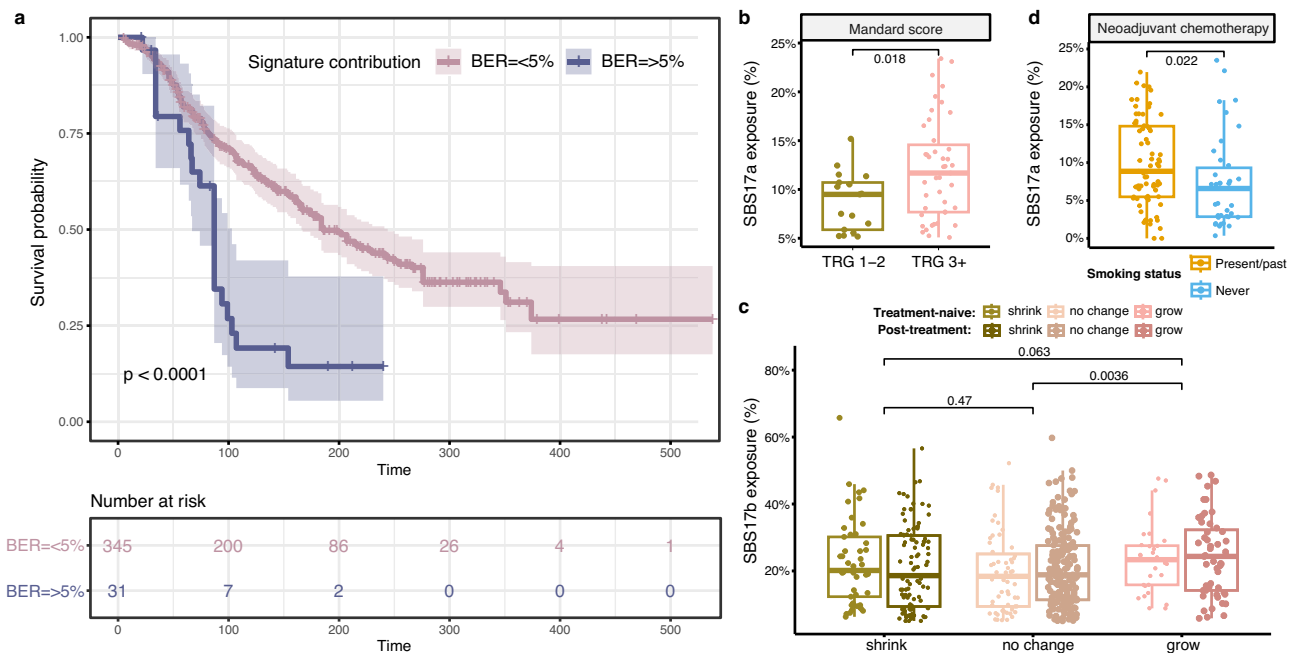 a
1.00
0.75
0.50
0.25
0.00
Survival probability
Signature contribution BER=<5% BER=>5%
p < 0.0001
0 100 200 300 400 500
Time
Number at risk
BER=<5% 345 200 86 26 4 1
BER=>5% 31 7 2 0 0 0
0 100 200 300 400 500
Time
b
Mandard score
25%
20%
15%
10%
5%
SBS17a exposure (%)
0.018
TRG 1−2 TRG 3+
d
Neoadjuvant chemotherapy
25%
20%
15%
10%
5%
0%
SBS17a exposure (%)
0.022
Smoking status
Present/past
Never
c
Treatment-naive: shrink no change grow
Post-treatment: shrink no change grow
80%
60%
40%
20%
SBS17b exposure (%)
0.063
0.0036
0.47
shrink no change grow